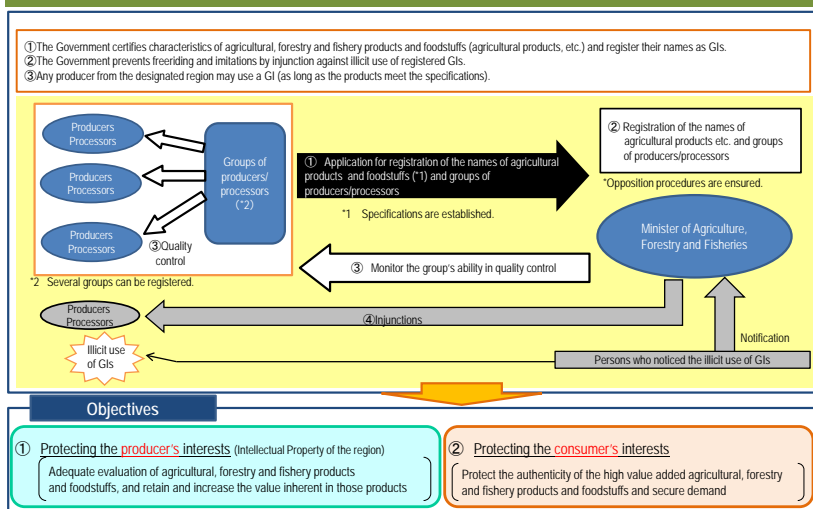 ①The Government certifies characteristics of agricultural, forestry and fishery products and foodstuffs (agricultural products, etc.) and register their names as GIs.
②The Government prevents freeriding and imitations by injunction against illicit use of registered GIs.
③Any producer from the designated region may use a GI (as long as the products meet the specifications).
Producers
Processors
Producers
Processors
Producers
Processors
Groups of
producers/
processors
(*2)
③Quality
control
*2 Several groups can be registered.
① Application for registration of the names of agricultural
products and foodstuffs (*1) and groups of
producers/processors
*1 Specifications are established.
② Registration of the names of
agricultural products etc. and groups
of producers/processors
*Opposition procedures are ensured.
Minister of Agriculture,
Forestry and Fisheries
③ Monitor the group's ability in quality control
Producers
Processors
④Injunctions
Notification
Illicit use
of GIs
Persons who noticed the illicit use of GIs
Objectives
① Protecting the producer's interests (Intellectual Property of the region)
Adequate evaluation of agricultural, forestry and fishery products
and foodstuffs, and retain and increase the value inherent in those products
② Protecting the consumer's interests
Protect the authenticity of the high value added agricultural, forestry
and fishery products and foodstuffs and secure demand